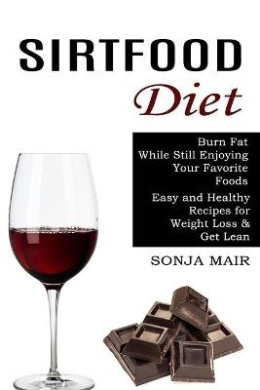 SIRTFOOD
Diet
Burn Fat
While Still Enjoying
Your Favorite
Foods
Easy and Healthy
Recipes for
Weight Loss &
Get Lean
SONJA MAIR